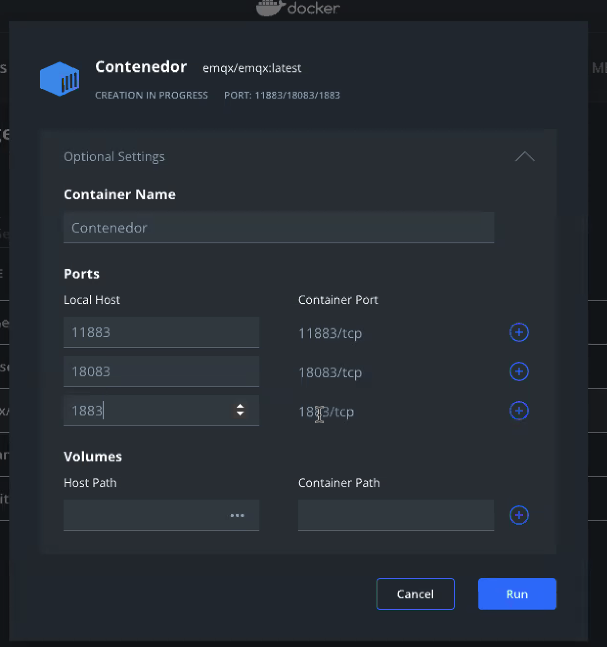 docker
Contenedor emqx/emqx:latest
CREATION IN PROGRESS PORT: 11883/18083/1883
Optional Settings
Container Name
Contenedor
Ports
Local Host Container Port
11883 11883/tcp
18083 18083/tcp
1883 1883/tcp
Volumes
Host Path Container Path
...
Cancel Run